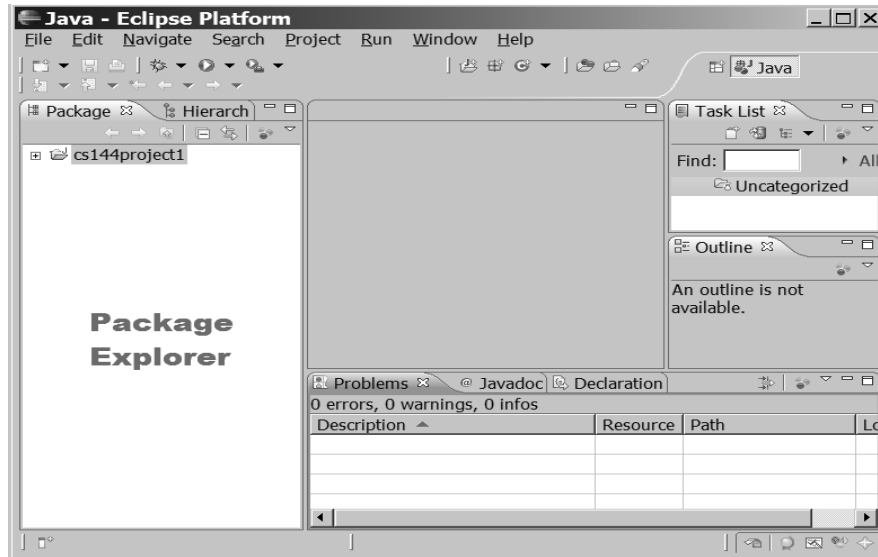 Java - Eclipse Platform
File Edit Navigate Search Project Run Window Help
Java
Package Hierarch
cs144project1
Package
Explorer
Task List
Find: All
Uncategorized
Outline
An outline is not
available.
Problems @ Javadoc Declaration
0 errors, 0 warnings, 0 infos
Description Resource Path Lo